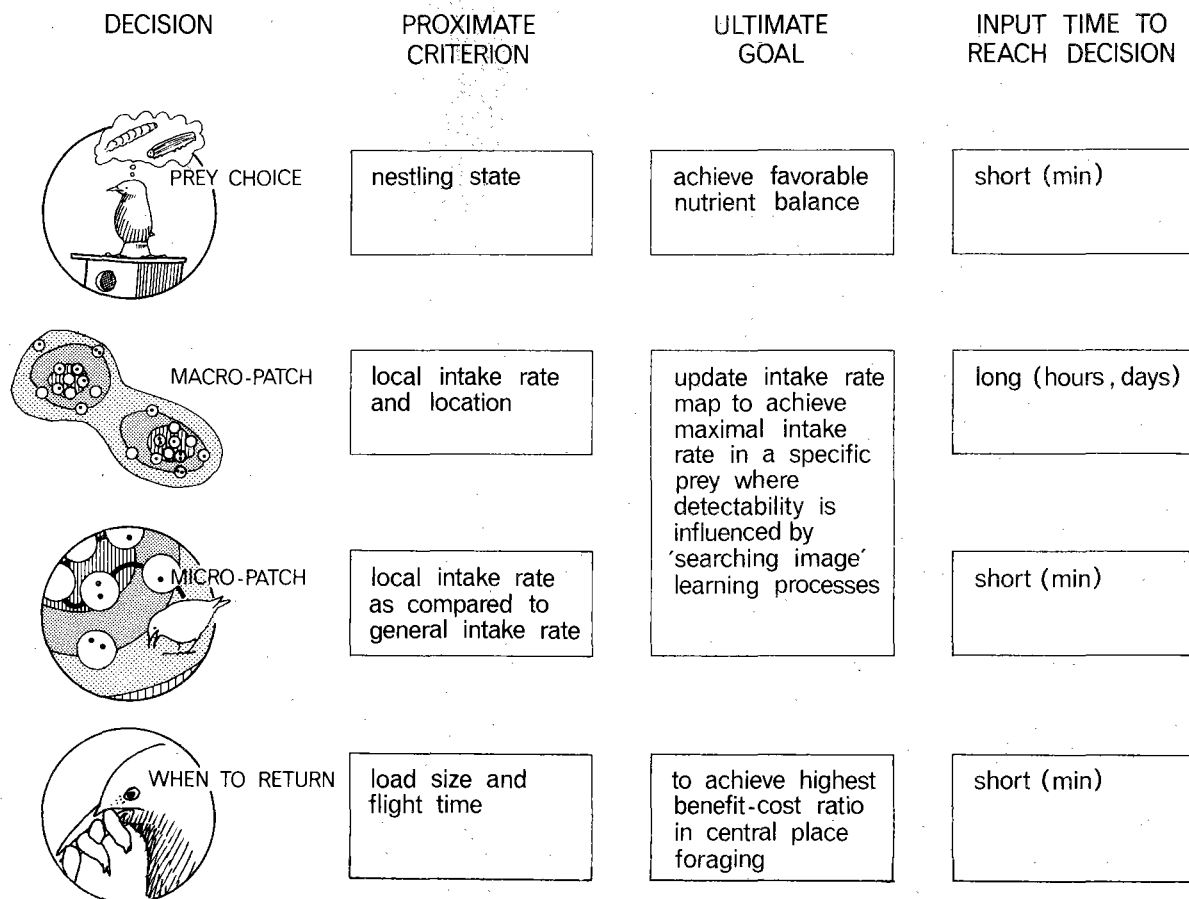 DECISION
PROXIMATE
CRITERION
ULTIMATE
GOAL
INPUT TIME TO
REACH DECISION
PREY CHOICE
nestling state
achieve favorable
nutrient balance
short (min)
MACRO-PATCH
local intake rate
and location
update intake rate
map to achieve
maximal intake
rate in a specific
prey where
detectability is
influenced by
'searching image'
learning processes
long (hours, days)
MICRO-PATCH
local intake rate
as compared to
general intake rate
short (min)
WHEN TO RETURN
load size and
flight time
to achieve highest
benefit-cost ratio
in central place
foraging
short (min)